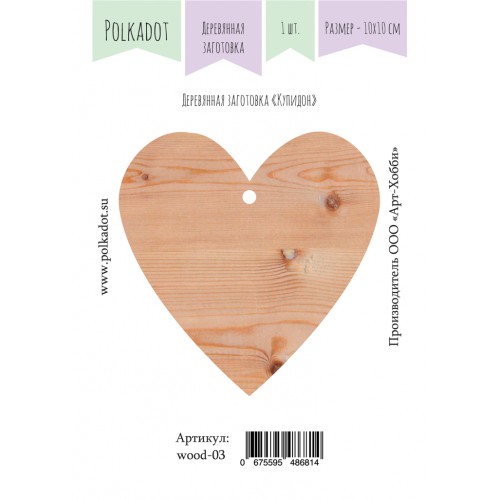 Polkadot
Деревянная
заготовка
1 шт.
Размер - 10х10 см
Деревянная заготовка «Купидон»
www.polkadot.su
Производитель ООО «Арт-Хобби»
Артикул:
wood-03
0 675595 486814